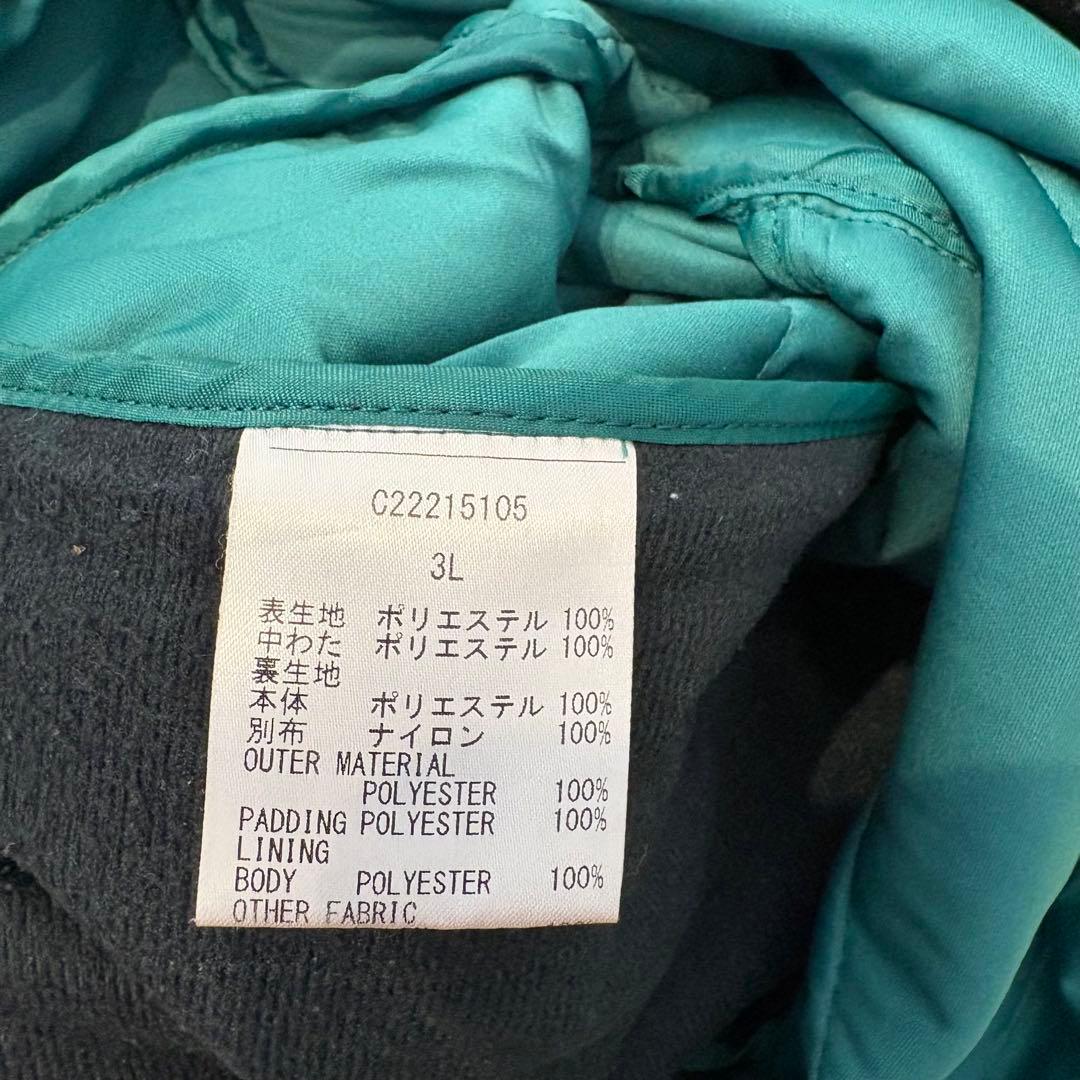 C22215105
3L
表生地 ポリエステル 100%
中わた ポリエステル 100%
裏生地
本体 ポリエステル 100%
別布 ナイロン 100%
OUTER MATERIAL
POLYESTER 100%
PADDING POLYESTER 100%
LINING
BODY POLYESTER 100%
OTHER FABRIC